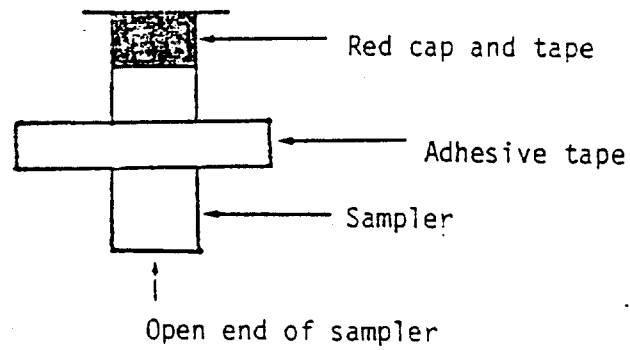 Red cap and tape
Adhesive tape
Sampler
Open end of sampler